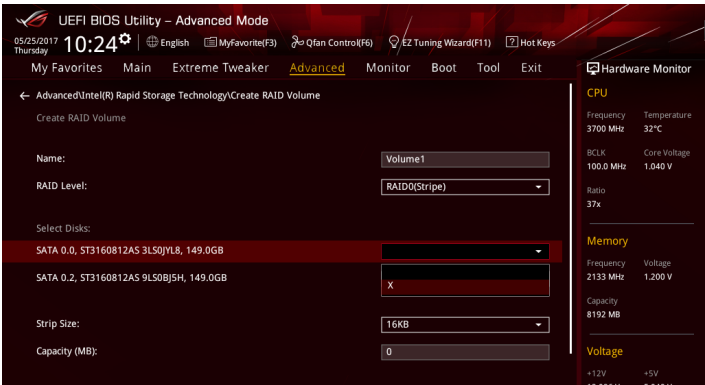 UEFI BIOS Utility – Advanced Mode
05/25/2017
Thursday
10:24
English
MyFavorite(F3)
Qfan Control(F6)
EZ Tuning Wizard(F11)
? Hot Keys
My Favorites Main Extreme Tweaker Advanced Monitor Boot Tool Exit
Hardware Monitor
← Advanced\Intel(R) Rapid Storage Technology\Create RAID Volume
Create RAID Volume
Name: Volume1
RAID Level: RAID0(Stripe)
Select Disks:
SATA 0.0, ST3160812AS 3LS0JYL8, 149.0GB
SATA 0.2, ST3160812AS 9LS0BJ5H, 149.0GB
X
Strip Size: 16KB
Capacity (MB): 0
CPU
Frequency Temperature
3700 MHz 32°C
BCLK Core Voltage
100.0 MHz 1.040 V
Ratio
37x
Memory
Frequency Voltage
2133 MHz 1.200 V
Capacity
8192 MB
Voltage
+12V +5V